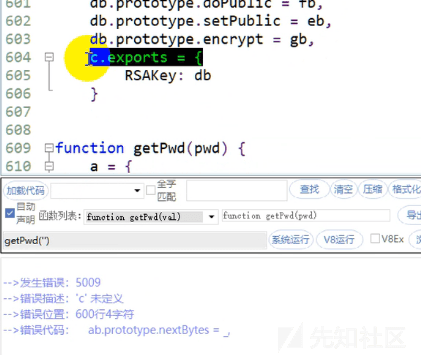 601 db.prototype.doPublic = fb,
602 db.prototype.setPublic = eb,
603 db.prototype.encrypt = gb,
604 c.exports = {
605 RSAKey: db
606 }
607
608
609 function getPwd(pwd) {
610 a = {
加载代码 全字匹配 查找 清空 压缩 格式化
自动声明 函数列表: function getPwd(val) function getPwd(pwd) 导出
getPwd('') 系统运行 V8运行 V8Ex
-->发生错误: 5009
-->错误描述: 'c' 未定义
-->错误位置: 600行4字符
-->错误代码: ab.prototype.nextBytes = _,
先知社区